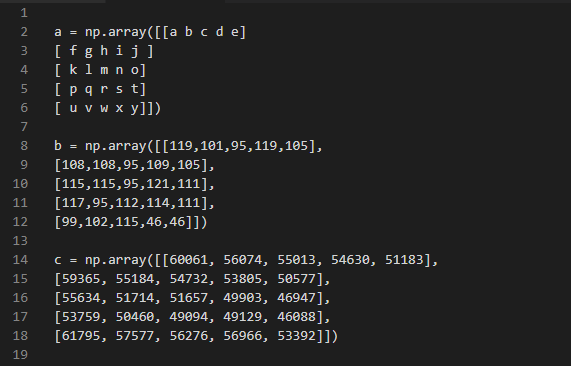 1
2 a = np.array([[a b c d e]
3 [ f g h i j ]
4 [ k l m n o]
5 [ p q r s t]
6 [ u v w x y]])
7
8 b = np.array([[119,101,95,119,105],
9 [108,108,95,109,105],
10 [115,115,95,121,111],
11 [117,95,112,114,111],
12 [99,102,115,46,46]])
13
14 c = np.array([[60061, 56074, 55013, 54630, 51183],
15 [59365, 55184, 54732, 53805, 50577],
16 [55634, 51714, 51657, 49903, 46947],
17 [53759, 50460, 49094, 49129, 46088],
18 [61795, 57577, 56276, 56966, 53392]])
19